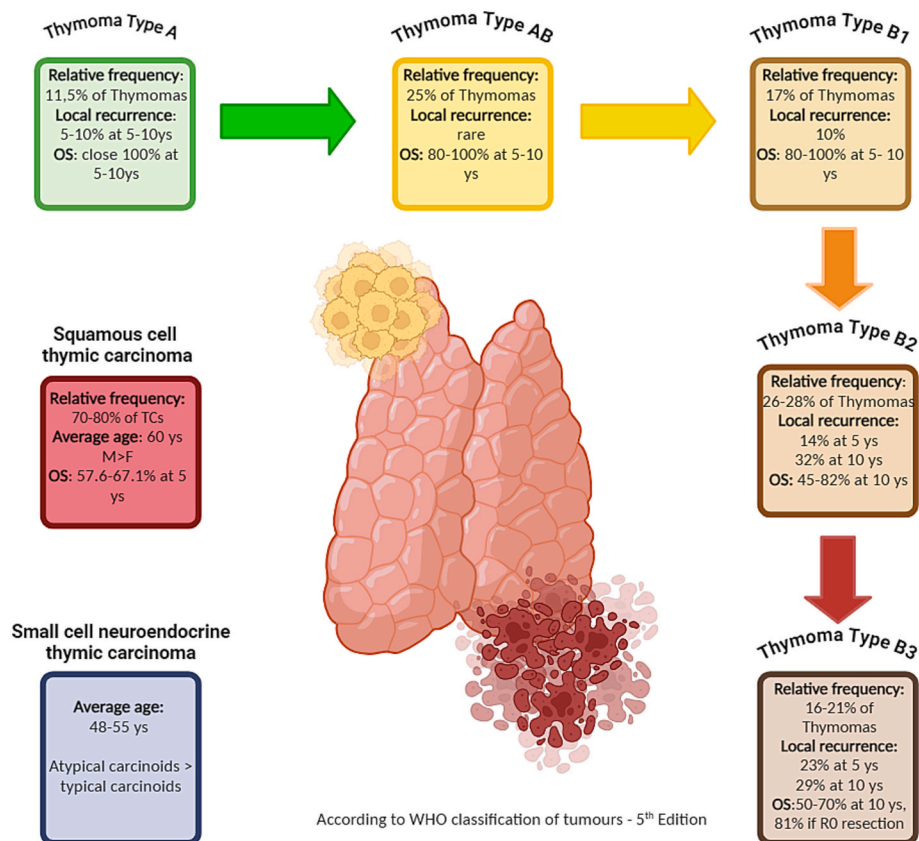 Thymoma Type A
Relative frequency:
11,5% of Thymomas
Local recurrence:
5-10% at 5-10ys
OS: close 100% at
5-10ys
Thymoma Type AB
Relative frequency:
25% of Thymomas
Local recurrence:
rare
OS: 80-100% at 5-10
ys
Thymoma Type B1
Relative frequency:
17% of Thymomas
Local recurrence:
10%
OS: 80-100% at 5- 10
ys
Thymoma Type B2
Relative frequency:
26-28% of Thymomas
Local recurrence:
14% at 5 ys
32% at 10 ys
OS: 45-82% at 10 ys
Thymoma Type B3
Relative frequency:
16-21% of
Thymomas
Local recurrence:
23% at 5 ys
29% at 10 ys
OS:50-70% at 10 ys,
81% if R0 resection
Squamous cell
thymic carcinoma
Relative frequency:
70-80% of TCs
Average age: 60 ys
M>F
OS: 57.6-67.1% at 5
ys
Small cell neuroendocrine
thymic carcinoma
Average age:
48-55 ys
Atypical carcinoids >
typical carcinoids
According to WHO classification of tumours - 5th Edition